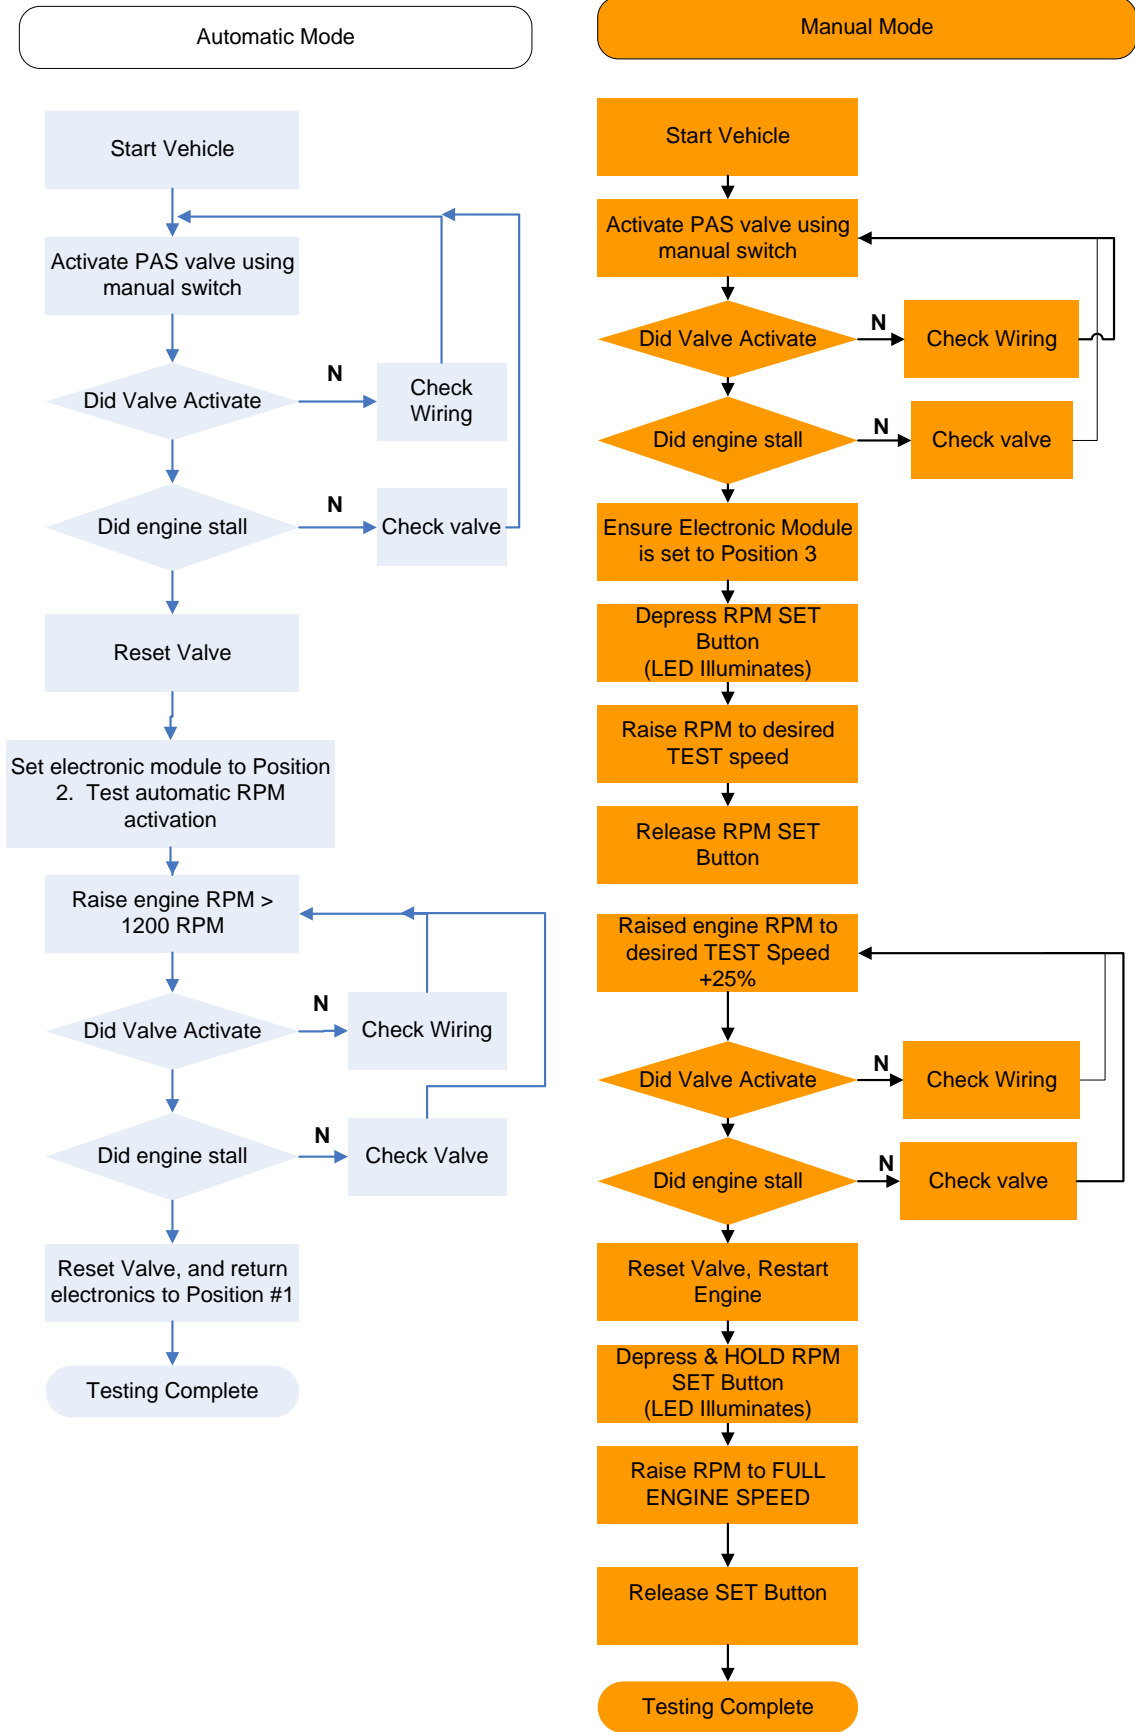 Automatic Mode
Start Vehicle
Activate PAS valve using
manual switch
Did Valve Activate
N
Check
Wiring
Did engine stall
N
Check valve
Reset Valve
Set electronic module to Position
2.  Test automatic RPM
activation
Raise engine RPM >
1200 RPM
Did Valve Activate
N
Check Wiring
Did engine stall
N
Check Valve
Reset Valve, and return
electronics to Position #1
Testing Complete
Manual Mode
Start Vehicle
Activate PAS valve using
manual switch
Did Valve Activate
N
Check Wiring
Did engine stall
N
Check valve
Ensure Electronic Module
is set to Position 3
Depress RPM SET
Button
(LED Illuminates)
Raise RPM to desired
TEST speed
Release RPM SET
Button
Raised engine RPM to
desired TEST Speed
+25%
Did Valve Activate
N
Check Wiring
Did engine stall
N
Check valve
Reset Valve, Restart
Engine
Depress & HOLD RPM
SET Button
(LED Illuminates)
Raise RPM to FULL
ENGINE SPEED
Release SET Button
Testing Complete